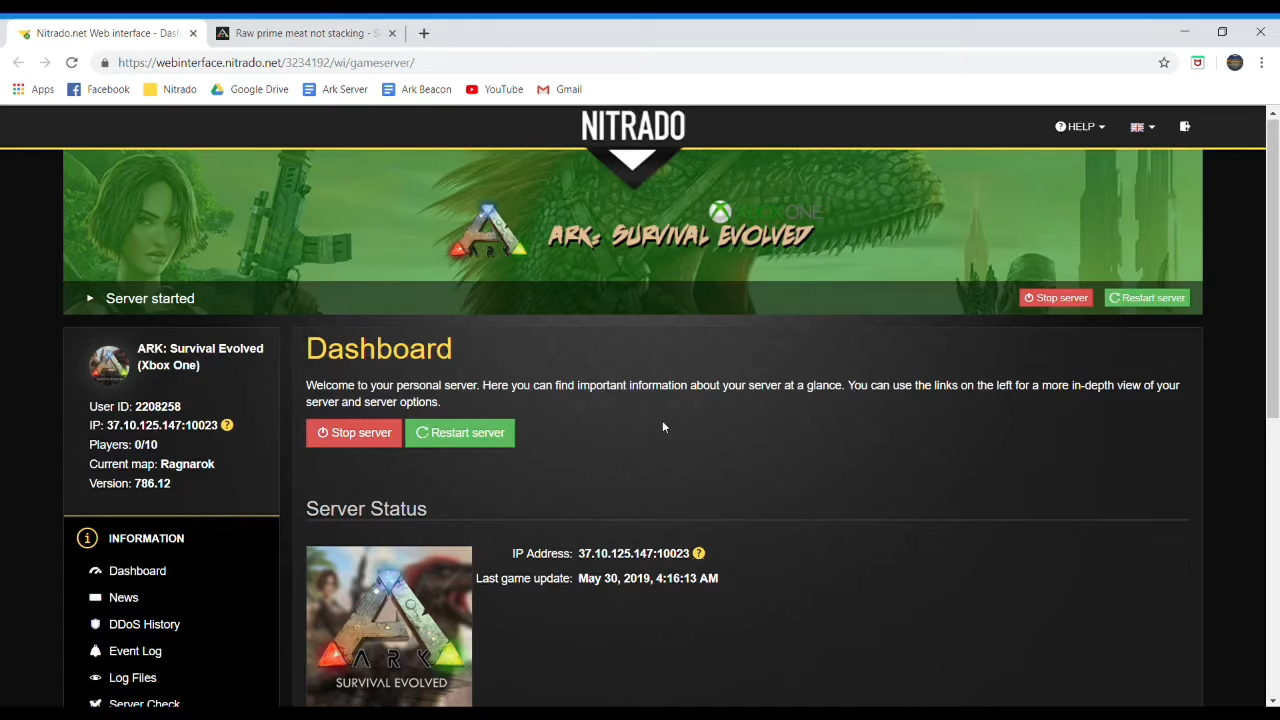 Nitrado.net Web interface - Dash
Raw prime meat not stacking - S
https://webinterface.nitrado.net/3234192/wi/gameserver/
Apps
Facebook
Nitrado
Google Drive
Ark Server
Ark Beacon
YouTube
Gmail
NITRADO
HELP
XBOX ONE
ARK: SURVIVAL EVOLVED
Server started
Stop server
Restart server
ARK: Survival Evolved
(Xbox One)
User ID: 2208258
IP: 37.10.125.147:10023
Players: 0/10
Current map: Ragnarok
Version: 786.12
INFORMATION
Dashboard
News
DDoS History
Event Log
Log Files
Server Check
Dashboard
Welcome to your personal server. Here you can find important information about your server at a glance. You can use the links on the left for a more in-depth view of your
server and server options.
Stop server
Restart server
Server Status
IP Address: 37.10.125.147:10023
Last game update: May 30, 2019, 4:16:13 AM
ARK
SURVIVAL EVOLVED